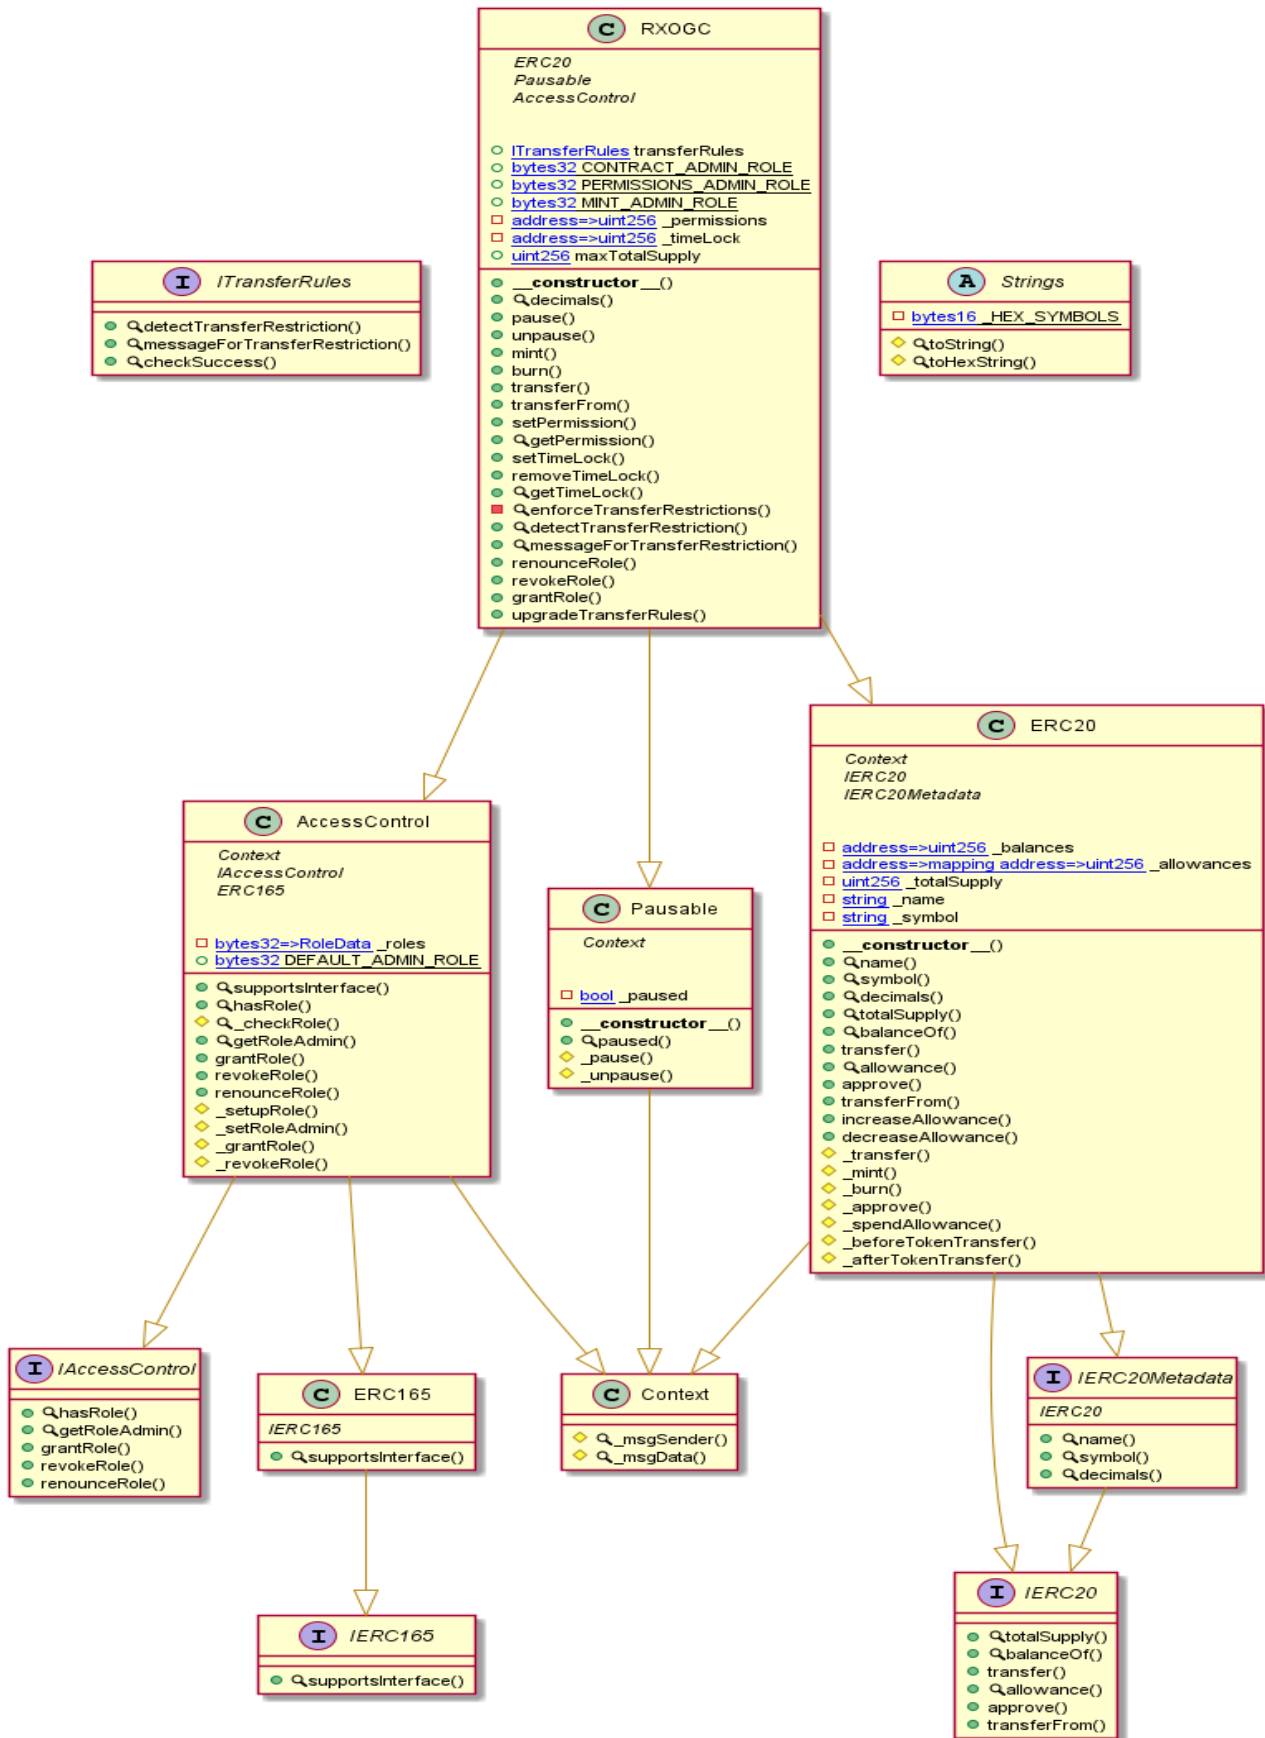 C RXOGC
ERC20
Pausable
AccessControl
ITransferRules transferRules
bytes32 CONTRACT_ADMIN_ROLE
bytes32 PERMISSIONS_ADMIN_ROLE
bytes32 MINT_ADMIN_ROLE
address=>uint256 _permissions
address=>uint256 _timeLock
uint256 maxTotalSupply
__constructor__()
decimals()
pause()
unpause()
mint()
burn()
transfer()
transferFrom()
setPermission()
getPermission()
setTimeLock()
removeTimeLock()
getTimeLock()
enforceTransferRestrictions()
detectTransferRestriction()
messageForTransferRestriction()
renounceRole()
revokeRole()
grantRole()
upgradeTransferRules()
I ITransferRules
detectTransferRestriction()
messageForTransferRestriction()
checkSuccess()
A Strings
bytes16 _HEX_SYMBOLS
toString()
toHexString()
C AccessControl
Context
IAccessControl
ERC165
bytes32=>RoleData _roles
bytes32 DEFAULT_ADMIN_ROLE
supportsInterface()
hasRole()
_checkRole()
getRoleAdmin()
grantRole()
revokeRole()
renounceRole()
_setupRole()
_setRoleAdmin()
_grantRole()
_revokeRole()
C Pausable
Context
bool _paused
__constructor__()
paused()
_pause()
_unpause()
C ERC20
Context
IERC20
IERC20Metadata
address=>uint256 _balances
address=>mapping address=>uint256 _allowances
uint256 _totalSupply
string _name
string _symbol
__constructor__()
name()
symbol()
decimals()
totalSupply()
balanceOf()
transfer()
allowance()
approve()
transferFrom()
increaseAllowance()
decreaseAllowance()
_transfer()
_mint()
_burn()
_approve()
_spendAllowance()
_beforeTokenTransfer()
_afterTokenTransfer()
I IAccessControl
hasRole()
getRoleAdmin()
grantRole()
revokeRole()
renounceRole()
C ERC165
IERC165
supportsInterface()
C Context
_msgSender()
_msgData()
I IERC20Metadata
IERC20
name()
symbol()
decimals()
I IERC165
supportsInterface()
I IERC20
totalSupply()
balanceOf()
transfer()
allowance()
approve()
transferFrom()